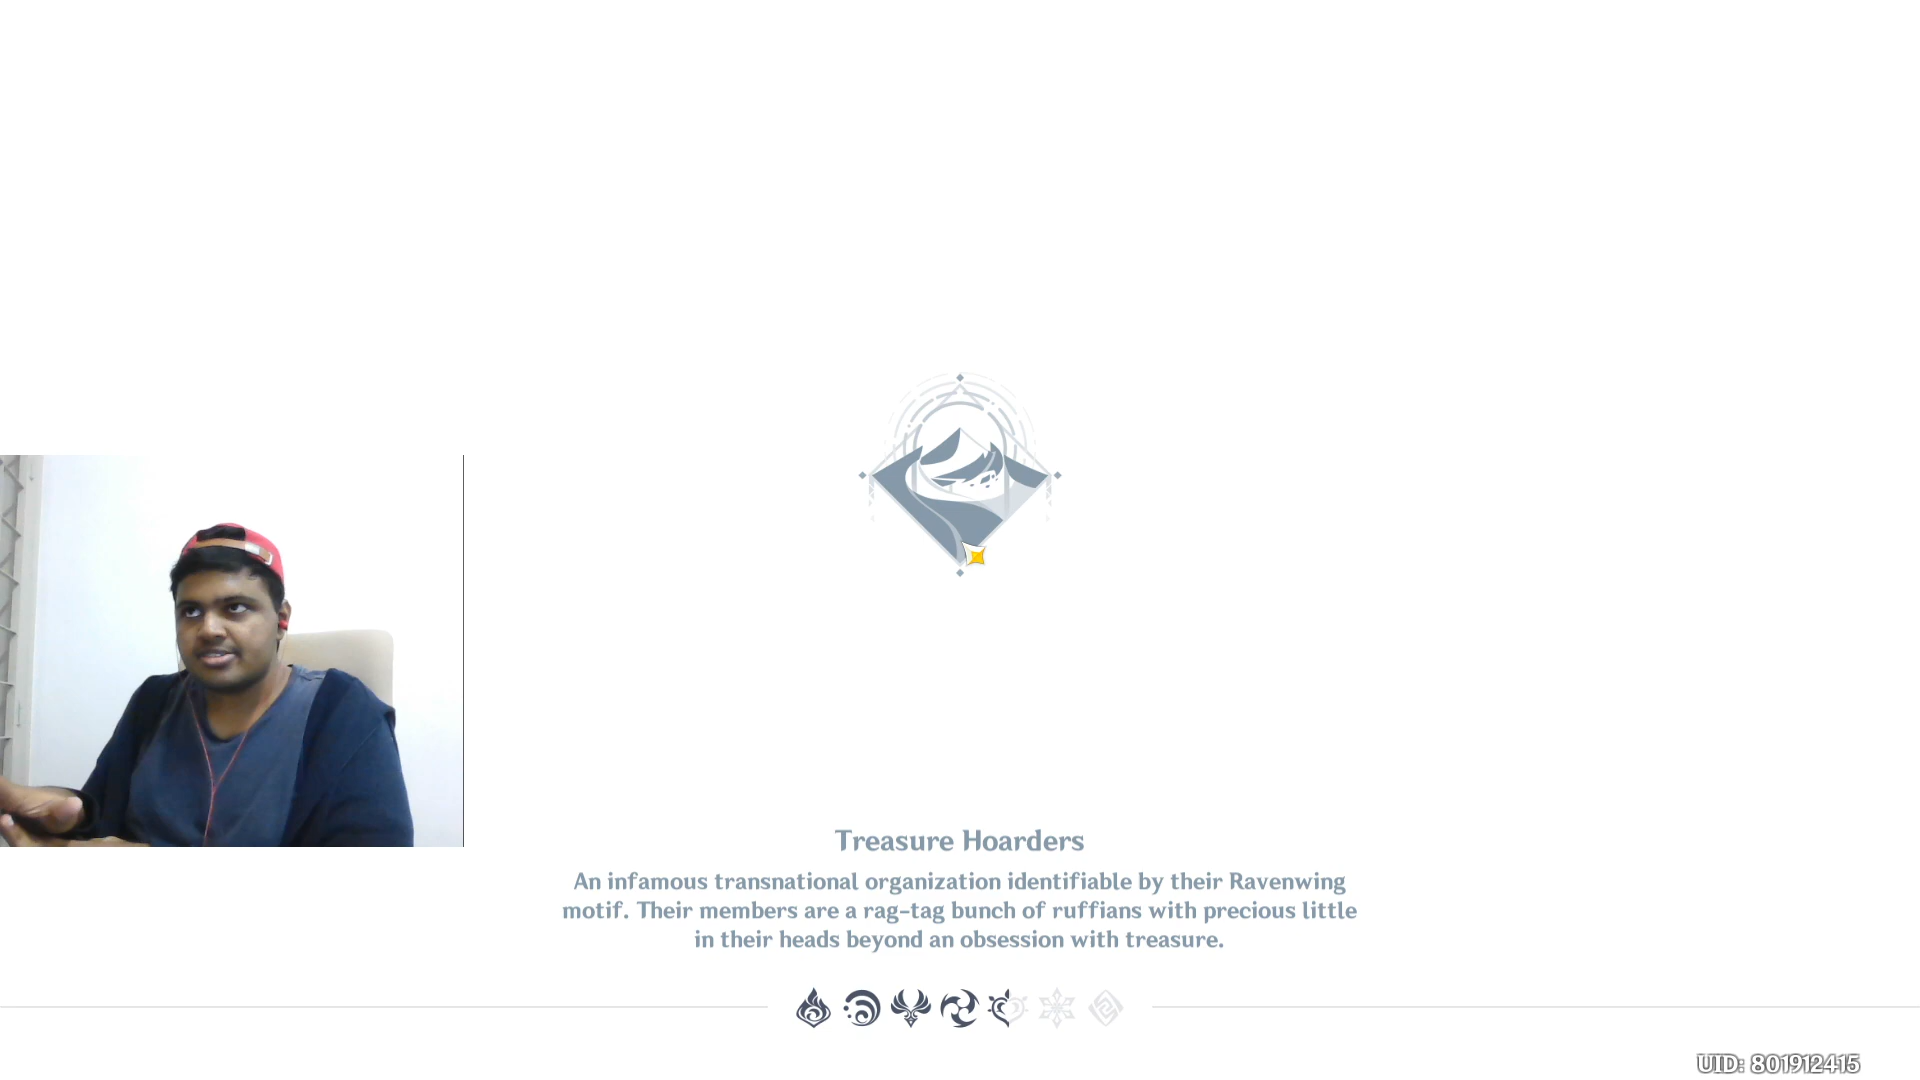 Treasure Hoarders
An infamous transnational organization identifiable by their Ravenwing
motif. Their members are a rag-tag bunch of ruffians with precious little
in their heads beyond an obsession with treasure.
UID: 801912415